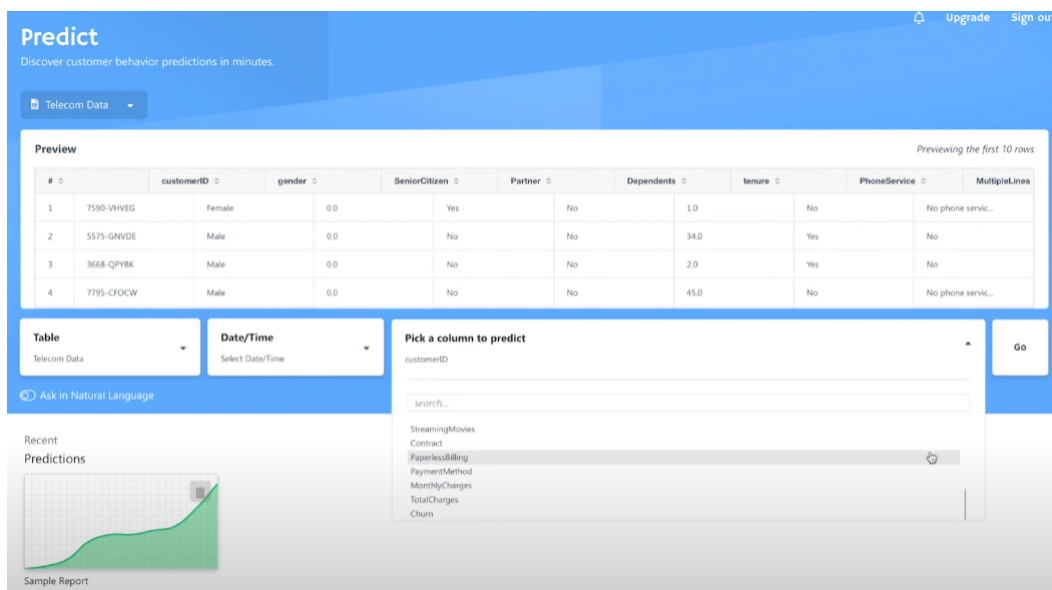 Upgrade Sign ou
Predict
Discover customer behavior predictions in minutes.
Telecom Data
Preview Previewing the first 10 rows
# customerID gender SeniorCitizen Partner Dependents tenure PhoneService MultipleLines
1 7590-VHVEG Female 0.0 Yes No 1.0 No No phone servic...
2 5575-GNVDE Male 0.0 No No 34.0 Yes No
3 3668-QPYBK Male 0.0 No No 2.0 Yes No
4 7795-CFOCW Male 0.0 No No 45.0 No No phone servic...
Table Date/Time Pick a column to predict Go
Telecom Data Select Date/Time customerID
Ask in Natural Language
search...
StreamingMovies
Contract
PaperlessBilling
PaymentMethod
MonthlyCharges
TotalCharges
Churn
Recent
Predictions
Sample Report